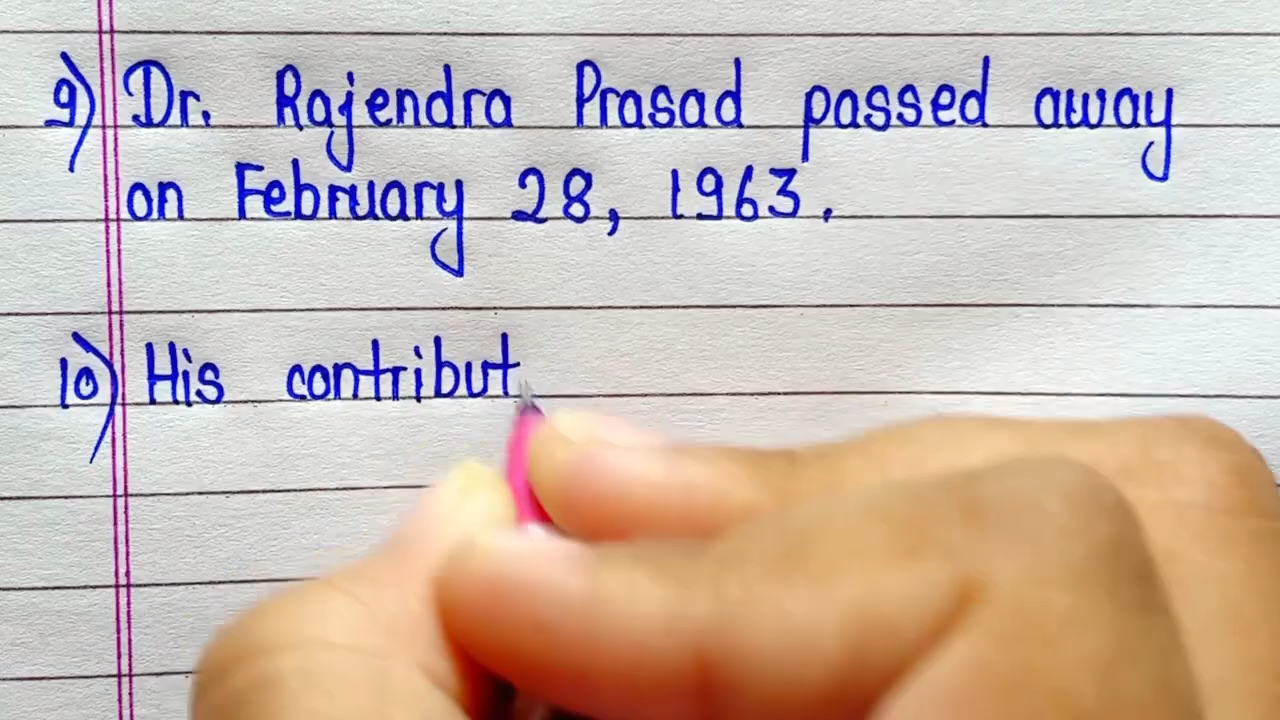 9) Dr. Rajendra Prasad passed away
on February 28, 1963.
10) His contribut